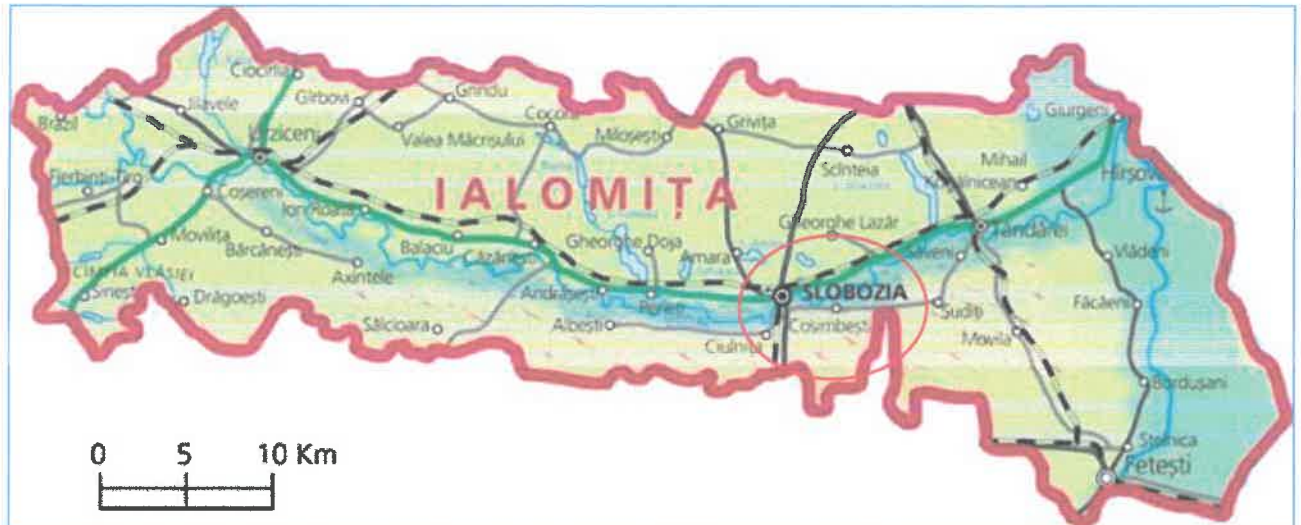 Ciocîrlia
Jilavele
Gîrbovi
Grindu
Brazii
Urziceni
Valea Măcrișului
Cocora
Miloșești
Grivița
Giurgeni
Scînteia
Mihail
Kogălniceanu
Hîrșova
Fierbinți-Tîrg
Coșereni
IALOMIȚA
Ion Roată
Gheorghe Lazăr
Țăndărei
Movilița
Bărcănești
Balaciu
Căzănești
Gheorghe Doja
Amara
Săveni
Vlădeni
CÎMPIA VLĂSIEI
Axintele
Sinești
Drăgoești
Andrășești
Perieți
SLOBOZIA
Sudiți
Făcăeni
Sălcioara
Albești
Ciulnița
Cosîmbești
Movila
Bordușani
Stelnica
Fetești
0 5 10 Km